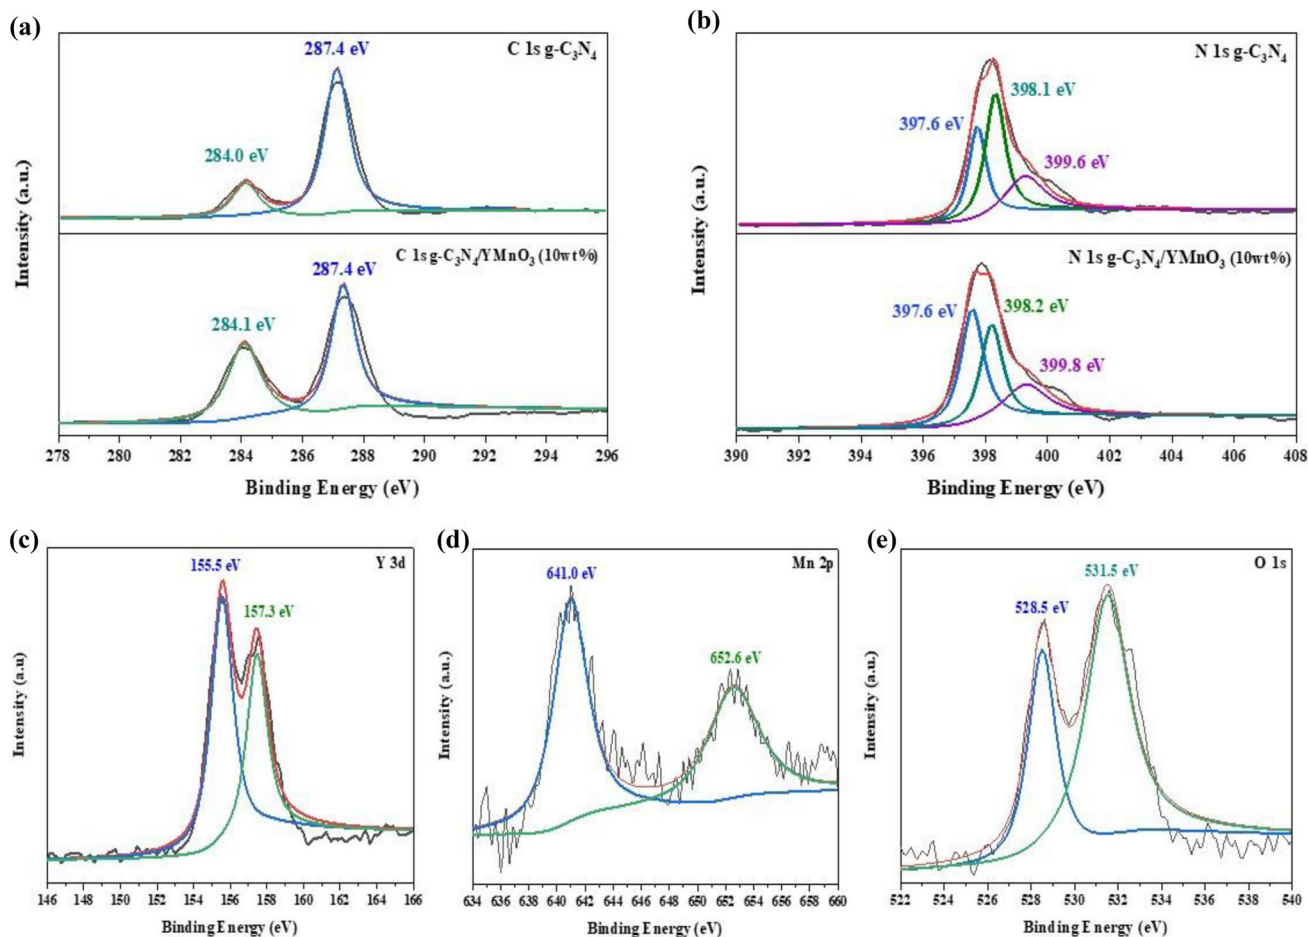 (a)
C 1s g-C₃N₄
287.4 eV
284.0 eV
C 1s g-C₃N₄/YMnO₃ (10wt%)
287.4 eV
284.1 eV
Intensity (a.u.)
278 280 282 284 286 288 290 292 294 296
Binding Energy (eV)
(b)
N 1s g-C₃N₄
398.1 eV
397.6 eV
399.6 eV
N 1s g-C₃N₄/YMnO₃ (10wt%)
397.6 eV
398.2 eV
399.8 eV
Intensity (a.u.)
390 392 394 396 398 400 402 404 406 408
Binding Energy (eV)
(c)
Y 3d
155.5 eV
157.3 eV
Intensity (a.u)
146 148 150 152 154 156 158 160 162 164 166
Binding Energy (eV)
(d)
Mn 2p
641.0 eV
652.6 eV
Intensity (a.u.)
634 636 638 640 642 644 646 648 650 652 654 656 658 660
Binding Energy (eV)
(e)
O 1s
531.5 eV
528.5 eV
Intensity (a.u.)
522 524 526 528 530 532 534 536 538 540
Binding Energy (eV)